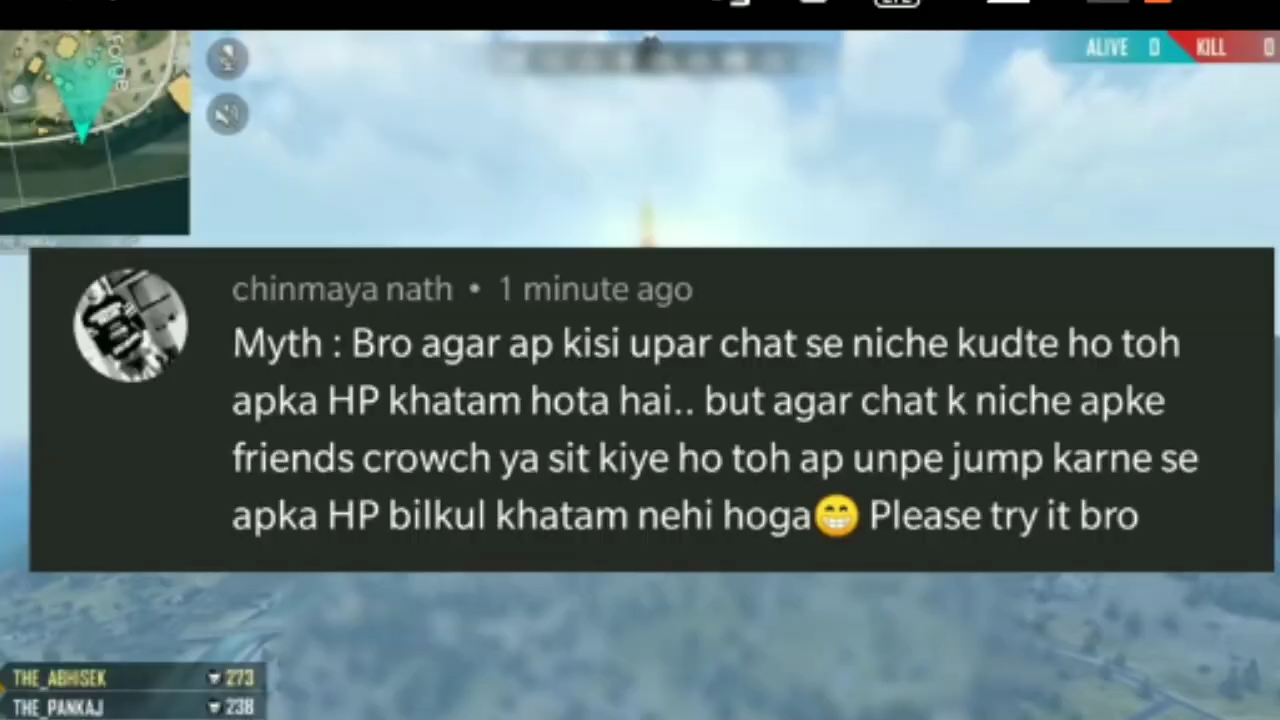 forge
ALIVE 0 KILL 0
chinmaya nath • 1 minute ago
Myth : Bro agar ap kisi upar chat se niche kudte ho toh
apka HP khatam hota hai.. but agar chat k niche apke
friends crowch ya sit kiye ho toh ap unpe jump karne se
apka HP bilkul khatam nehi hoga😁 Please try it bro
THE_ABHISEK 273
THE_PANKAJ 238